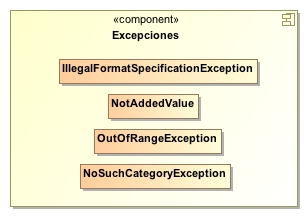 «component»
Excepciones
IllegalFormatSpecificationException
NotAddedValue
OutOfRangeException
NoSuchCategoryException